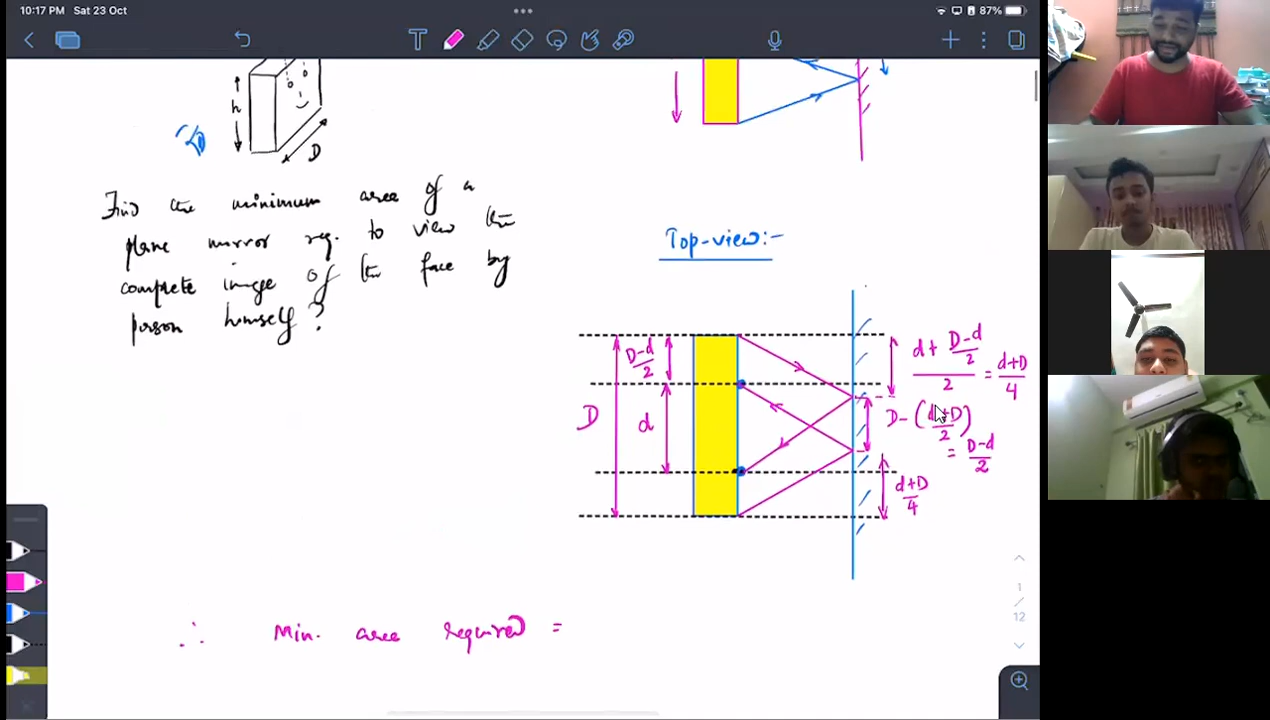 10:17 PM Sat 23 Oct
87%
T
h
D
Find the minimum area of a
plane mirror req. to view the
complete image of the face by
person himself?
Top-view:-
D-d/2
D
d
d + D-d/2 / 2 = d+D/4
D-(d+D/2)
= D-d/2
d+D/4
∴ Min. area required =
1
/
12